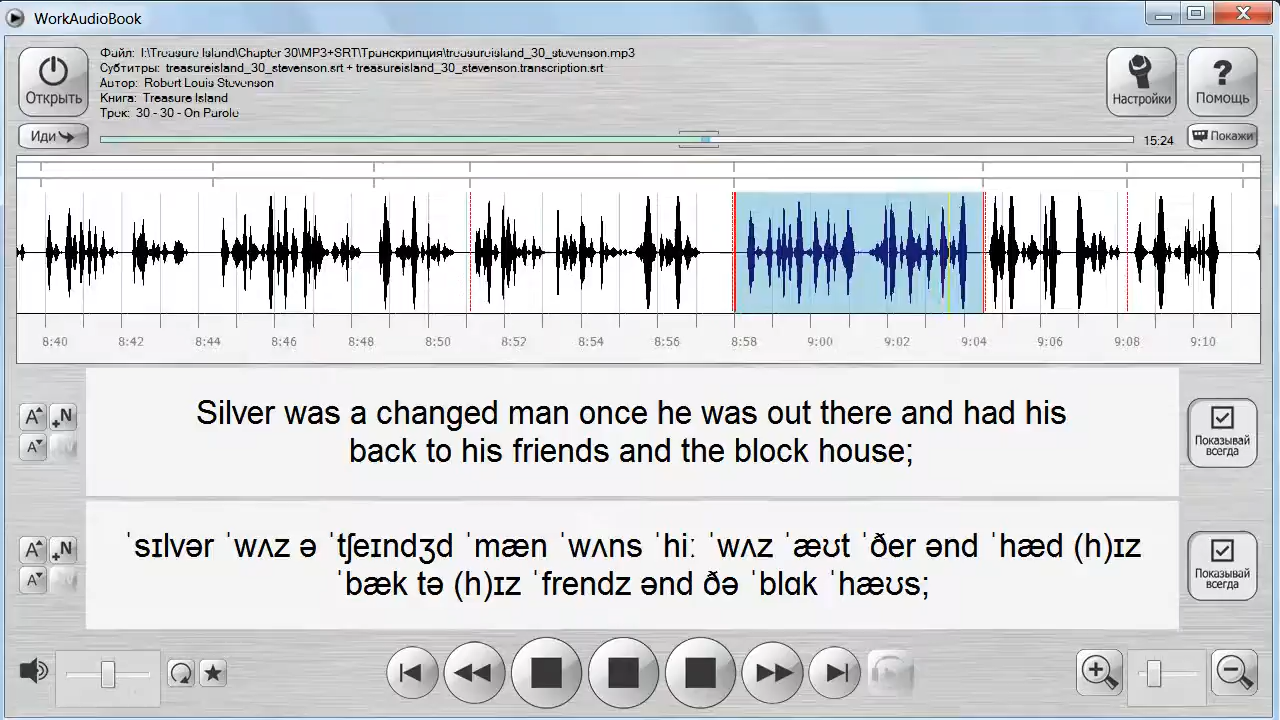 WorkAudioBook
Открыть
Файл: I:\Treasure Island\Chapter 30\MP3+SRT\Транскрипция\treasureisland_30_stevenson.mp3
Субтитры: treasureisland_30_stevenson.srt + treasureisland_30_stevenson.transcription.srt
Автор: Robert Louis Stevenson
Книга: Treasure Island
Трек: 30 - 30 - On Parole
Настройки
? Помощь
Иди
15:24
Покажи
8:40 8:42 8:44 8:46 8:48 8:50 8:52 8:54 8:56 8:58 9:00 9:02 9:04 9:06 9:08 9:10
A +N
A
Silver was a changed man once he was out there and had his
back to his friends and the block house;
Показывай
всегда
A +N
A
ˈsɪlvər ˈwʌz ə ˈtʃeɪndʒd ˈmæn ˈwʌns ˈhiː ˈwʌz ˈæʊt ˈðer ənd ˈhæd (h)ɪz
ˈbæk tə (h)ɪz ˈfrendz ənd ðə ˈblɑk ˈhæʊs;
Показывай
всегда